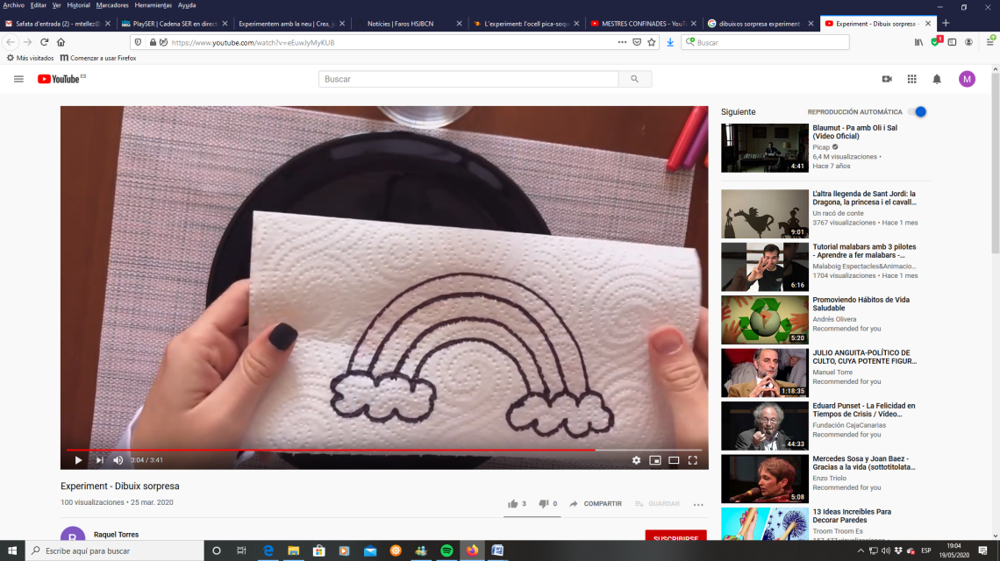 Archivo Editar Ver Historial Marcadores Herramientas Ayuda
Safata d'entrada (2) - mtellez@
PlaySER | Cadena SER en direct
Experimentem amb la neu | Crea, j
Notícies | Faros HSJBCN
L'experiment: l'ocell pica-soq
MESTRES CONFINADES - YouT
dibuixos sorpresa experiment
Experiment - Dibuix sorpresa -
https://www.youtube.com/watch?v=eEuwJyMyKU8
Buscar
1
Más visitados Comenzar a usar Firefox
YouTube ES
Buscar
M
3:04 / 3:41
Experiment - Dibuix sorpresa
100 visualizaciones • 25 mar. 2020
3 0 COMPARTIR GUARDAR
R
Raquel Torres
SUSCRIBIRSE
Siguiente
REPRODUCCIÓN AUTOMÁTICA
Blaumut - Pa amb Oli i Sal
(Video Oficial)
Picap
6,4 M visualizaciones •
Hace 7 años
4:41
L'altra llegenda de Sant Jordi: la
Dragona, la princesa i el cavall...
Un racó de conte
3767 visualizaciones • Hace 1 mes
9:01
Tutorial malabars amb 3 pilotes
- Aprendre a fer malabars -...
Malaboig Espectacles&Animacio...
1704 visualizaciones • Hace 1 mes
6:16
Promoviendo Hábitos de Vida
Saludable
Andrés Olivera
Recommended for you
5:20
JULIO ANGUITA-POLÍTICO DE
CULTO, CUYA POTENTE FIGUR...
Manuel Torre
Recommended for you
1:18:35
Eduard Punset - La Felicidad en
Tiempos de Crisis / Vídeo...
Fundación CajaCanarias
Recommended for you
44:33
Mercedes Sosa y Joan Baez -
Gracias a la vida (sottotitolata...
Enzo Triolo
Recommended for you
5:08
13 Ideas Increíbles Para
Decorar Paredes
Troom Troom Es
Escribe aquí para buscar
ESP
19:04
19/05/2020